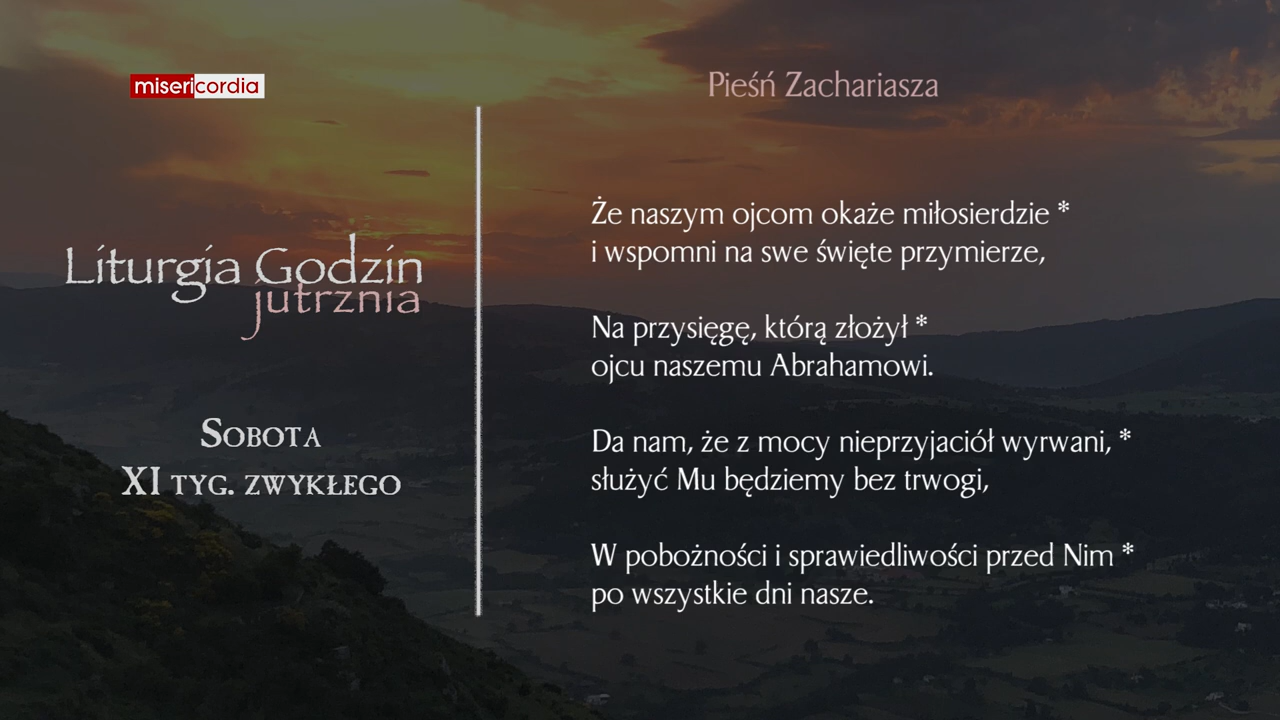 misericordia
Liturgia Godzin
jutrznia
Sobota
XI tyg. zwykłego
Pieśń Zachariasza
Że naszym ojcom okaże miłosierdzie *
i wspomni na swe święte przymierze,
Na przysięgę, którą złożył *
ojcu naszemu Abrahamowi.
Da nam, że z mocy nieprzyjaciół wyrwani, *
służyć Mu będziemy bez trwogi,
W pobożności i sprawiedliwości przed Nim *
po wszystkie dni nasze.